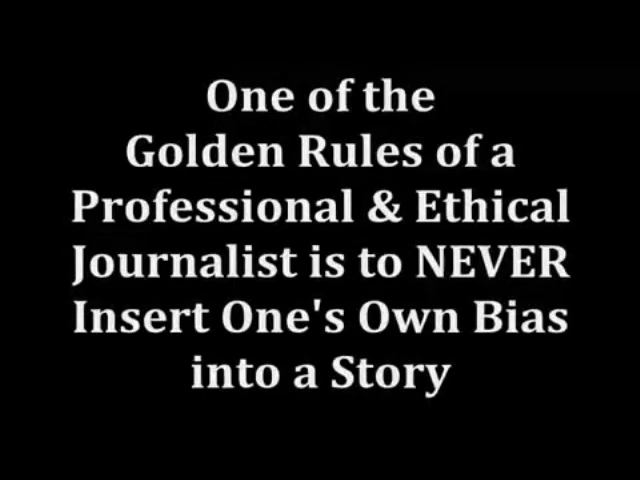 One of the
Golden Rules of a
Professional & Ethical
Journalist is to NEVER
Insert One's Own Bias
into a Story